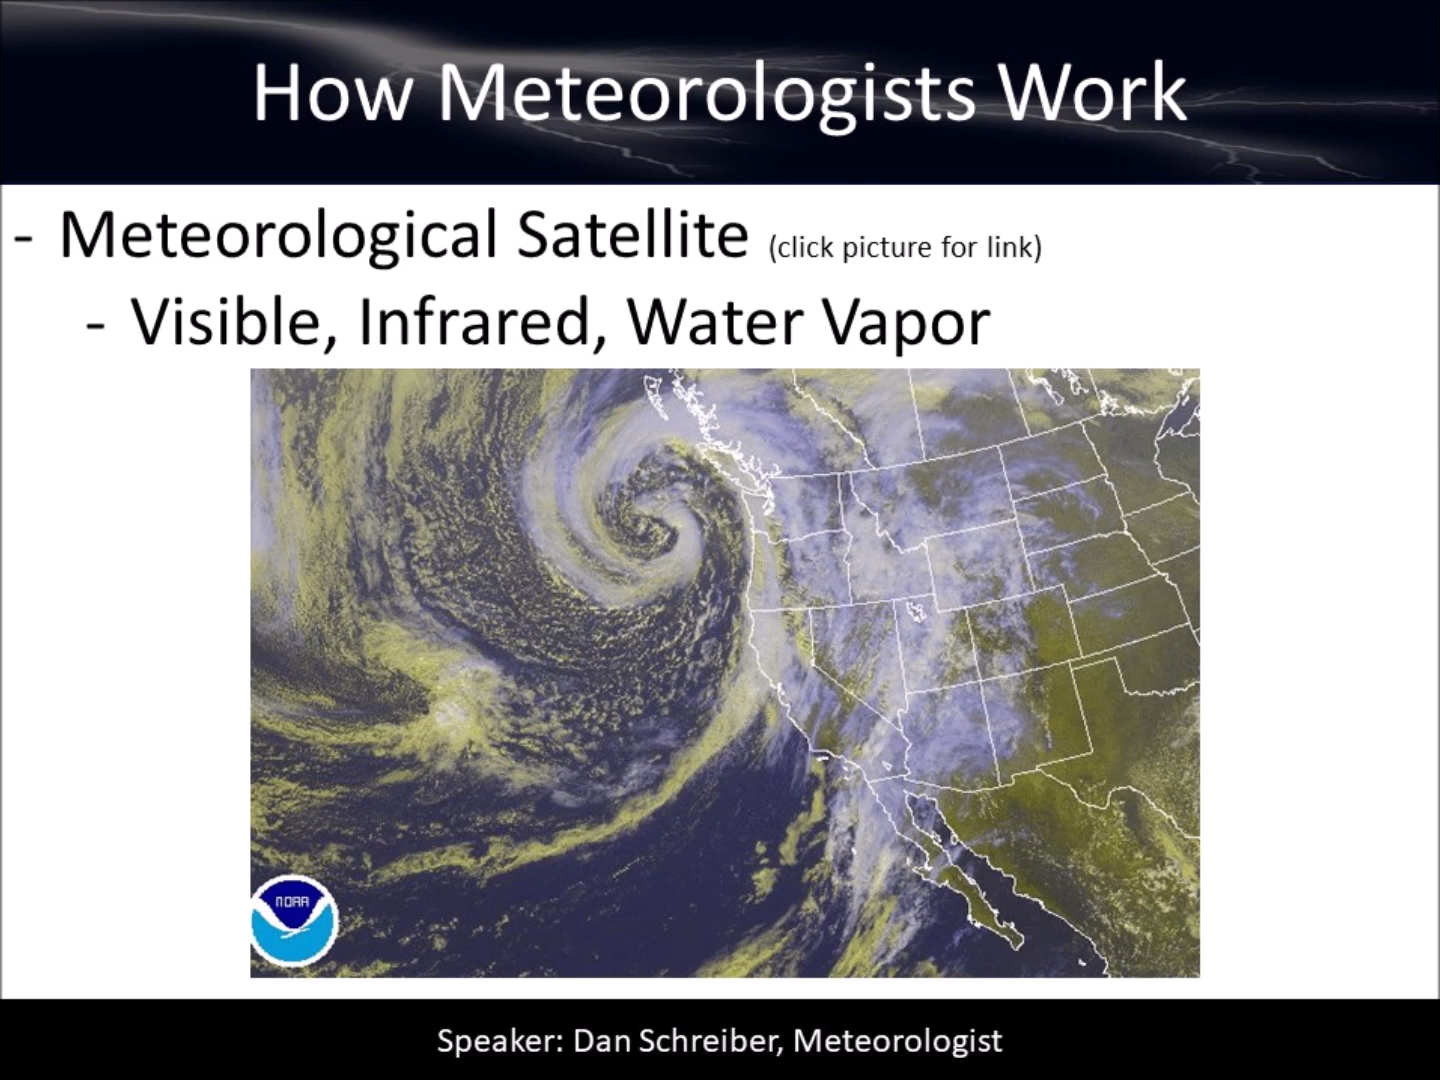 How Meteorologists Work
- Meteorological Satellite (click picture for link)
- Visible, Infrared, Water Vapor
NOAA
Speaker: Dan Schreiber, Meteorologist